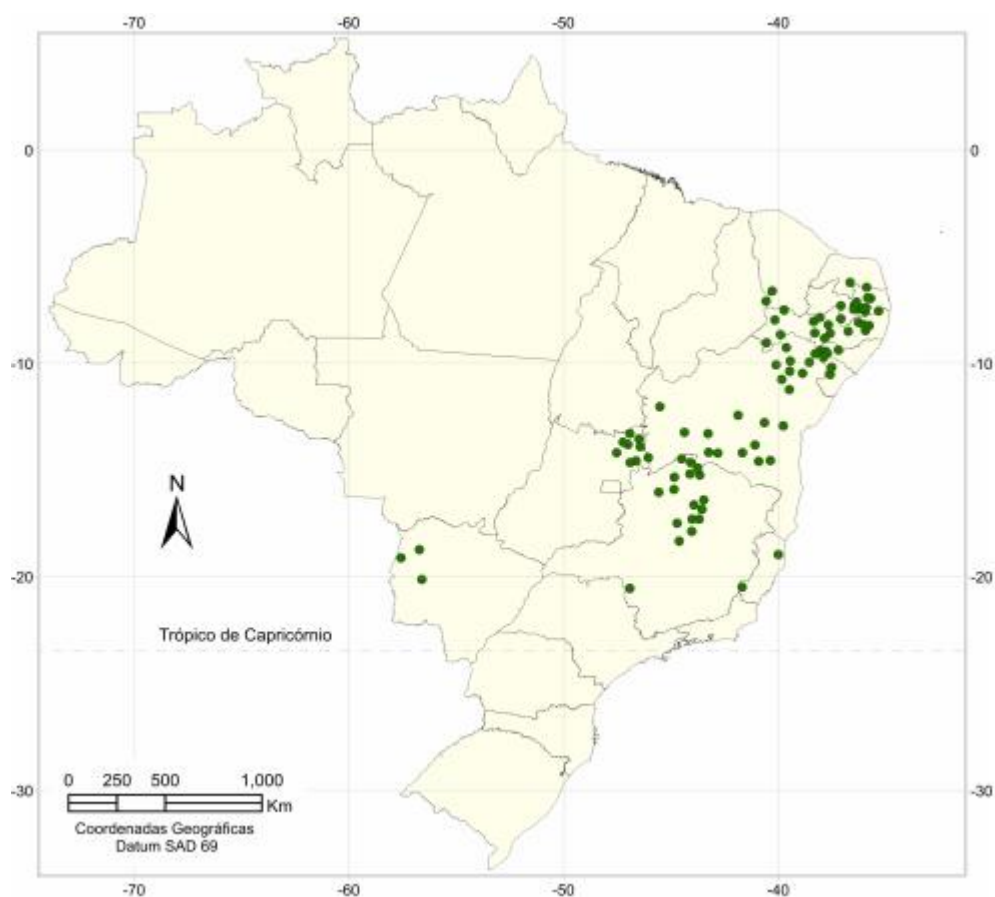 -70 -60 -50 -40
0 0
-10 -10
N
-20 -20
Trópico de Capricórnio
0 250 500 1,000
Km
-30 -30
Coordenadas Geográficas
Datum SAD 69
-70 -60 -50 -40